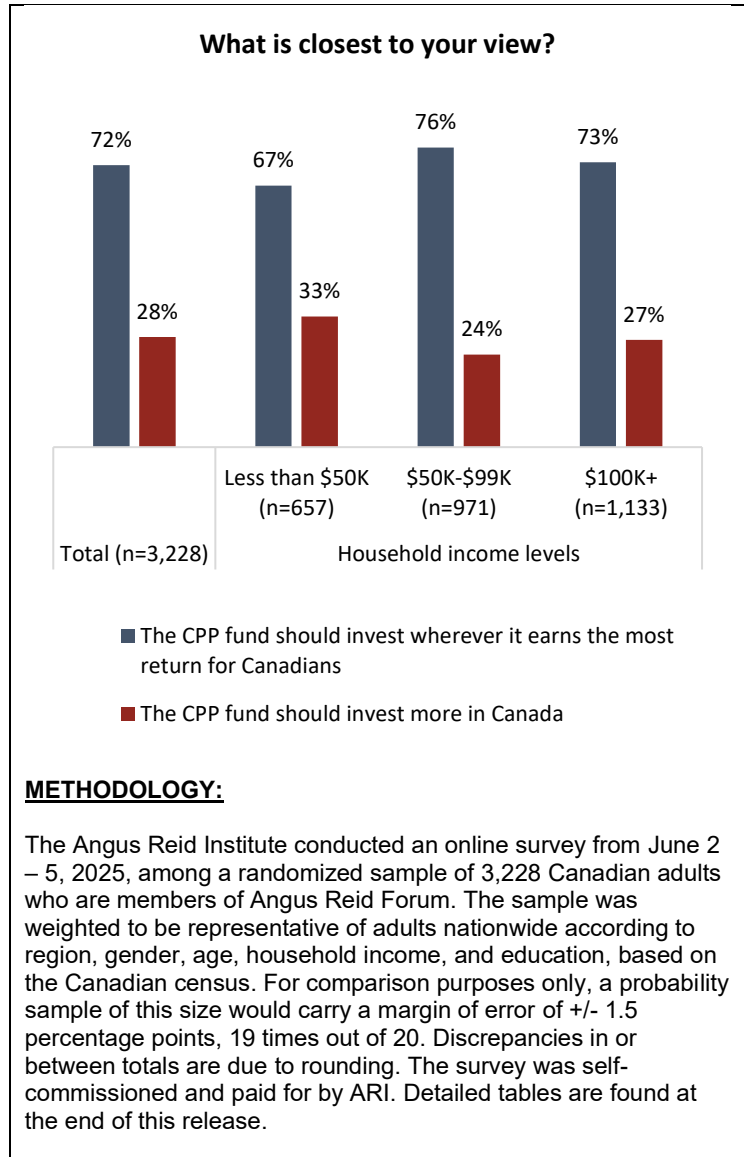 What is closest to your view?
72%
28%
67%
33%
76%
24%
73%
27%
Less than $50K
(n=657)
$50K-$99K
(n=971)
$100K+
(n=1,133)
Total (n=3,228)
Household income levels
The CPP fund should invest wherever it earns the most
return for Canadians
The CPP fund should invest more in Canada
METHODOLOGY:
The Angus Reid Institute conducted an online survey from June 2
– 5, 2025, among a randomized sample of 3,228 Canadian adults
who are members of Angus Reid Forum. The sample was
weighted to be representative of adults nationwide according to
region, gender, age, household income, and education, based on
the Canadian census. For comparison purposes only, a probability
sample of this size would carry a margin of error of +/- 1.5
percentage points, 19 times out of 20. Discrepancies in or
between totals are due to rounding. The survey was self-
commissioned and paid for by ARI. Detailed tables are found at
the end of this release.